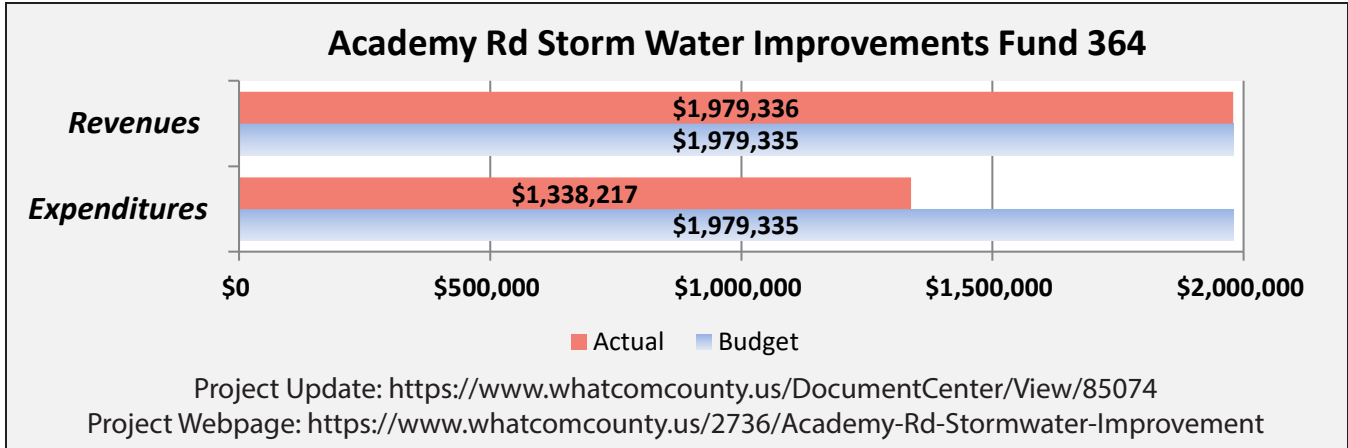 Academy Rd Storm Water Improvements Fund 364
Revenues
$1,979,336
$1,979,335
Expenditures
$1,338,217
$1,979,335
$0 $500,000 $1,000,000 $1,500,000 $2,000,000
Actual Budget
Project Update: https://www.whatcomcounty.us/DocumentCenter/View/85074
Project Webpage: https://www.whatcomcounty.us/2736/Academy-Rd-Stormwater-Improvement